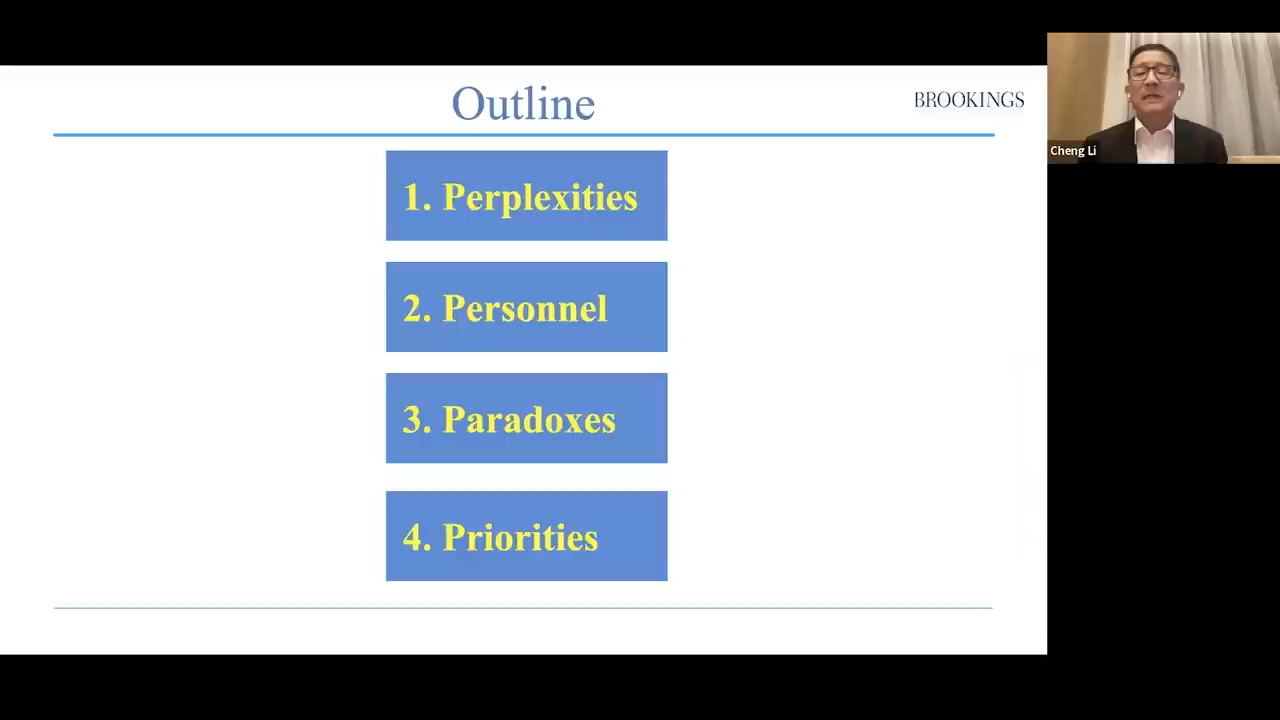 Outline
BROOKINGS
1. Perplexities
2. Personnel
3. Paradoxes
4. Priorities
Cheng Li